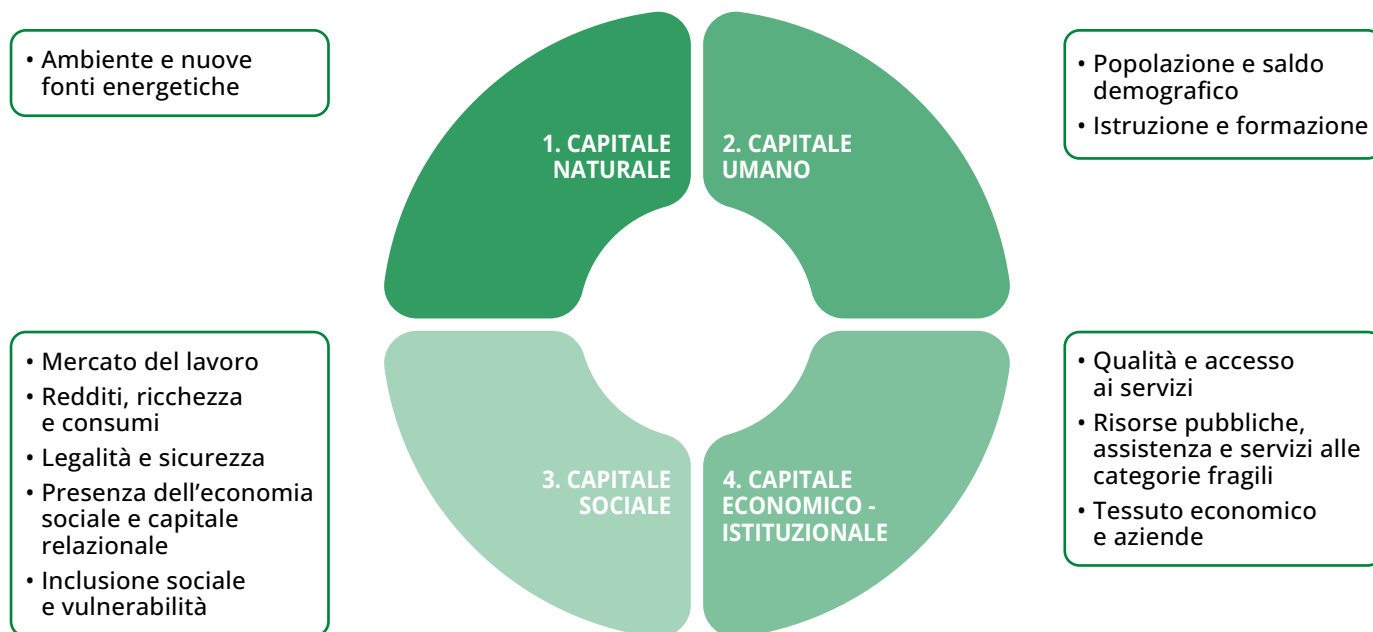 • Ambiente e nuove
fonti energetiche
1. CAPITALE
NATURALE
2. CAPITALE
UMANO
• Popolazione e saldo
demografico
• Istruzione e formazione
• Mercato del lavoro
• Redditi, ricchezza
e consumi
• Legalità e sicurezza
• Presenza dell’economia
sociale e capitale
relazionale
• Inclusione sociale
e vulnerabilità
3. CAPITALE
SOCIALE
4. CAPITALE
ECONOMICO -
ISTITUZIONALE
• Qualità e accesso
ai servizi
• Risorse pubbliche,
assistenza e servizi alle
categorie fragili
• Tessuto economico
e aziende